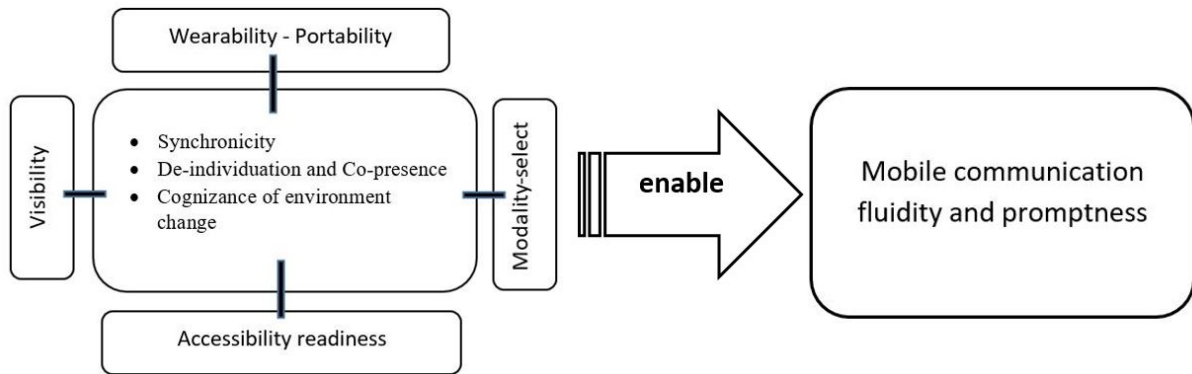 Wearability - Portability
Visibility
• Synchronicity
• De-individuation and Co-presence
• Cognizance of environment
change
Modality-select
Accessibility readiness
enable
Mobile communication
fluidity and promptness